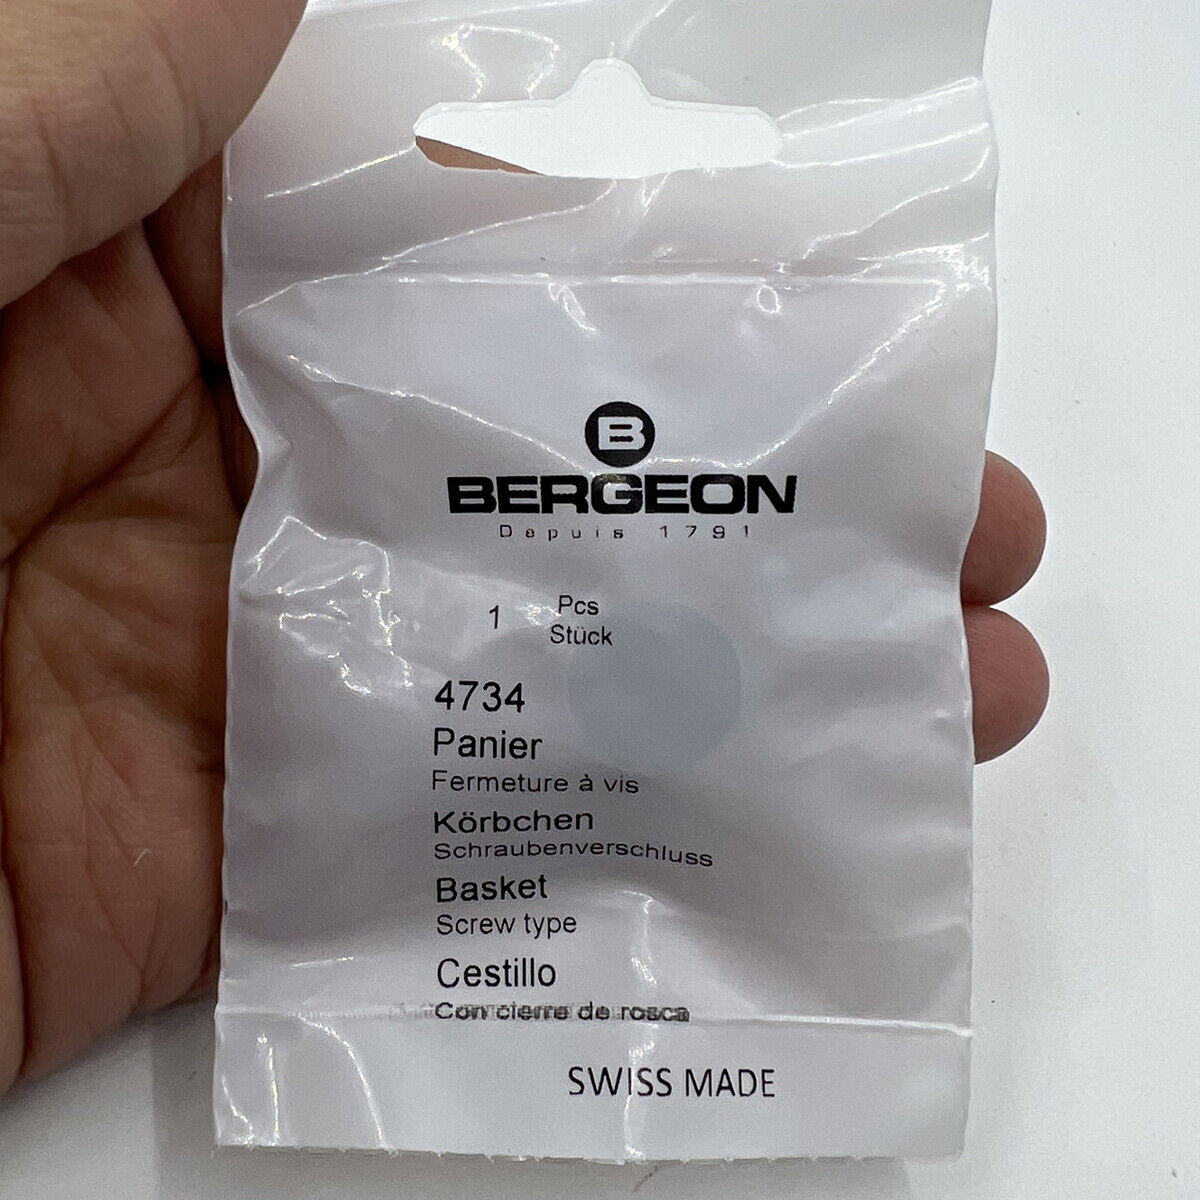 B
BERGEON
Depuis 1791
1 Pcs
Stück
4734
Panier
Fermeture à vis
Körbchen
Schraubenverschluss
Basket
Screw type
Cestillo
Con cierre de rosca
SWISS MADE